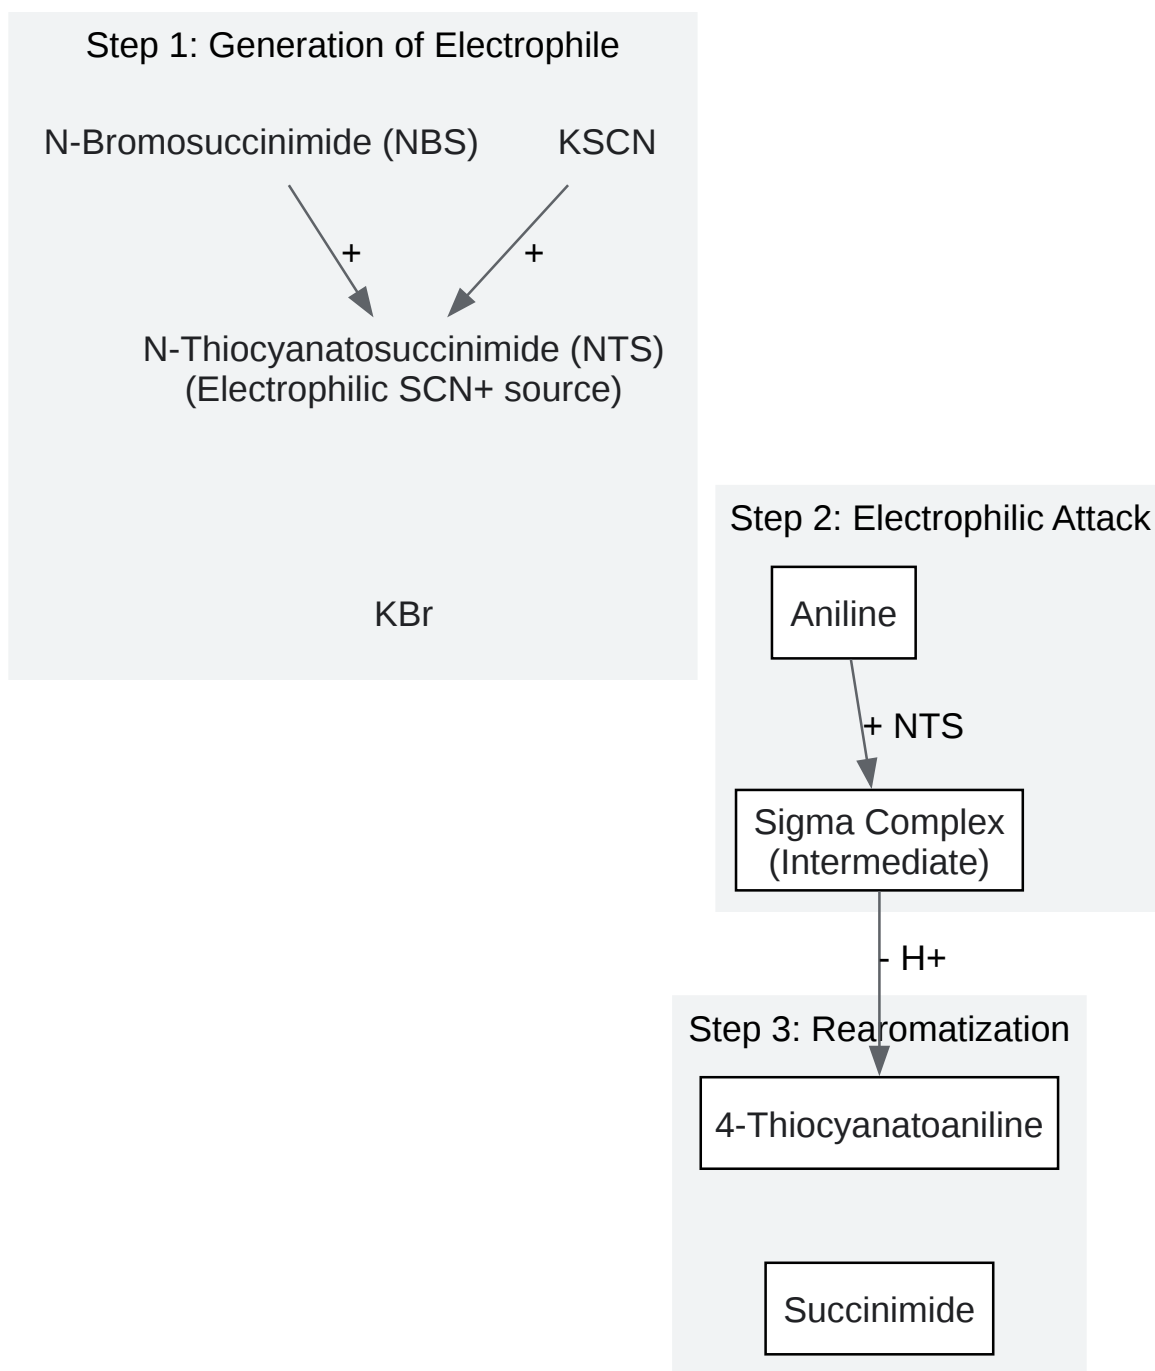 Step 1: Generation of Electrophile
N-Bromosuccinimide (NBS)
KSCN
+
+
N-Thiocyanatosuccinimide (NTS)
(Electrophilic SCN+ source)
KBr
Step 2: Electrophilic Attack
Aniline
+ NTS
Sigma Complex
(Intermediate)
- H+
Step 3: Rearomatization
4-Thiocyanatoaniline
Succinimide